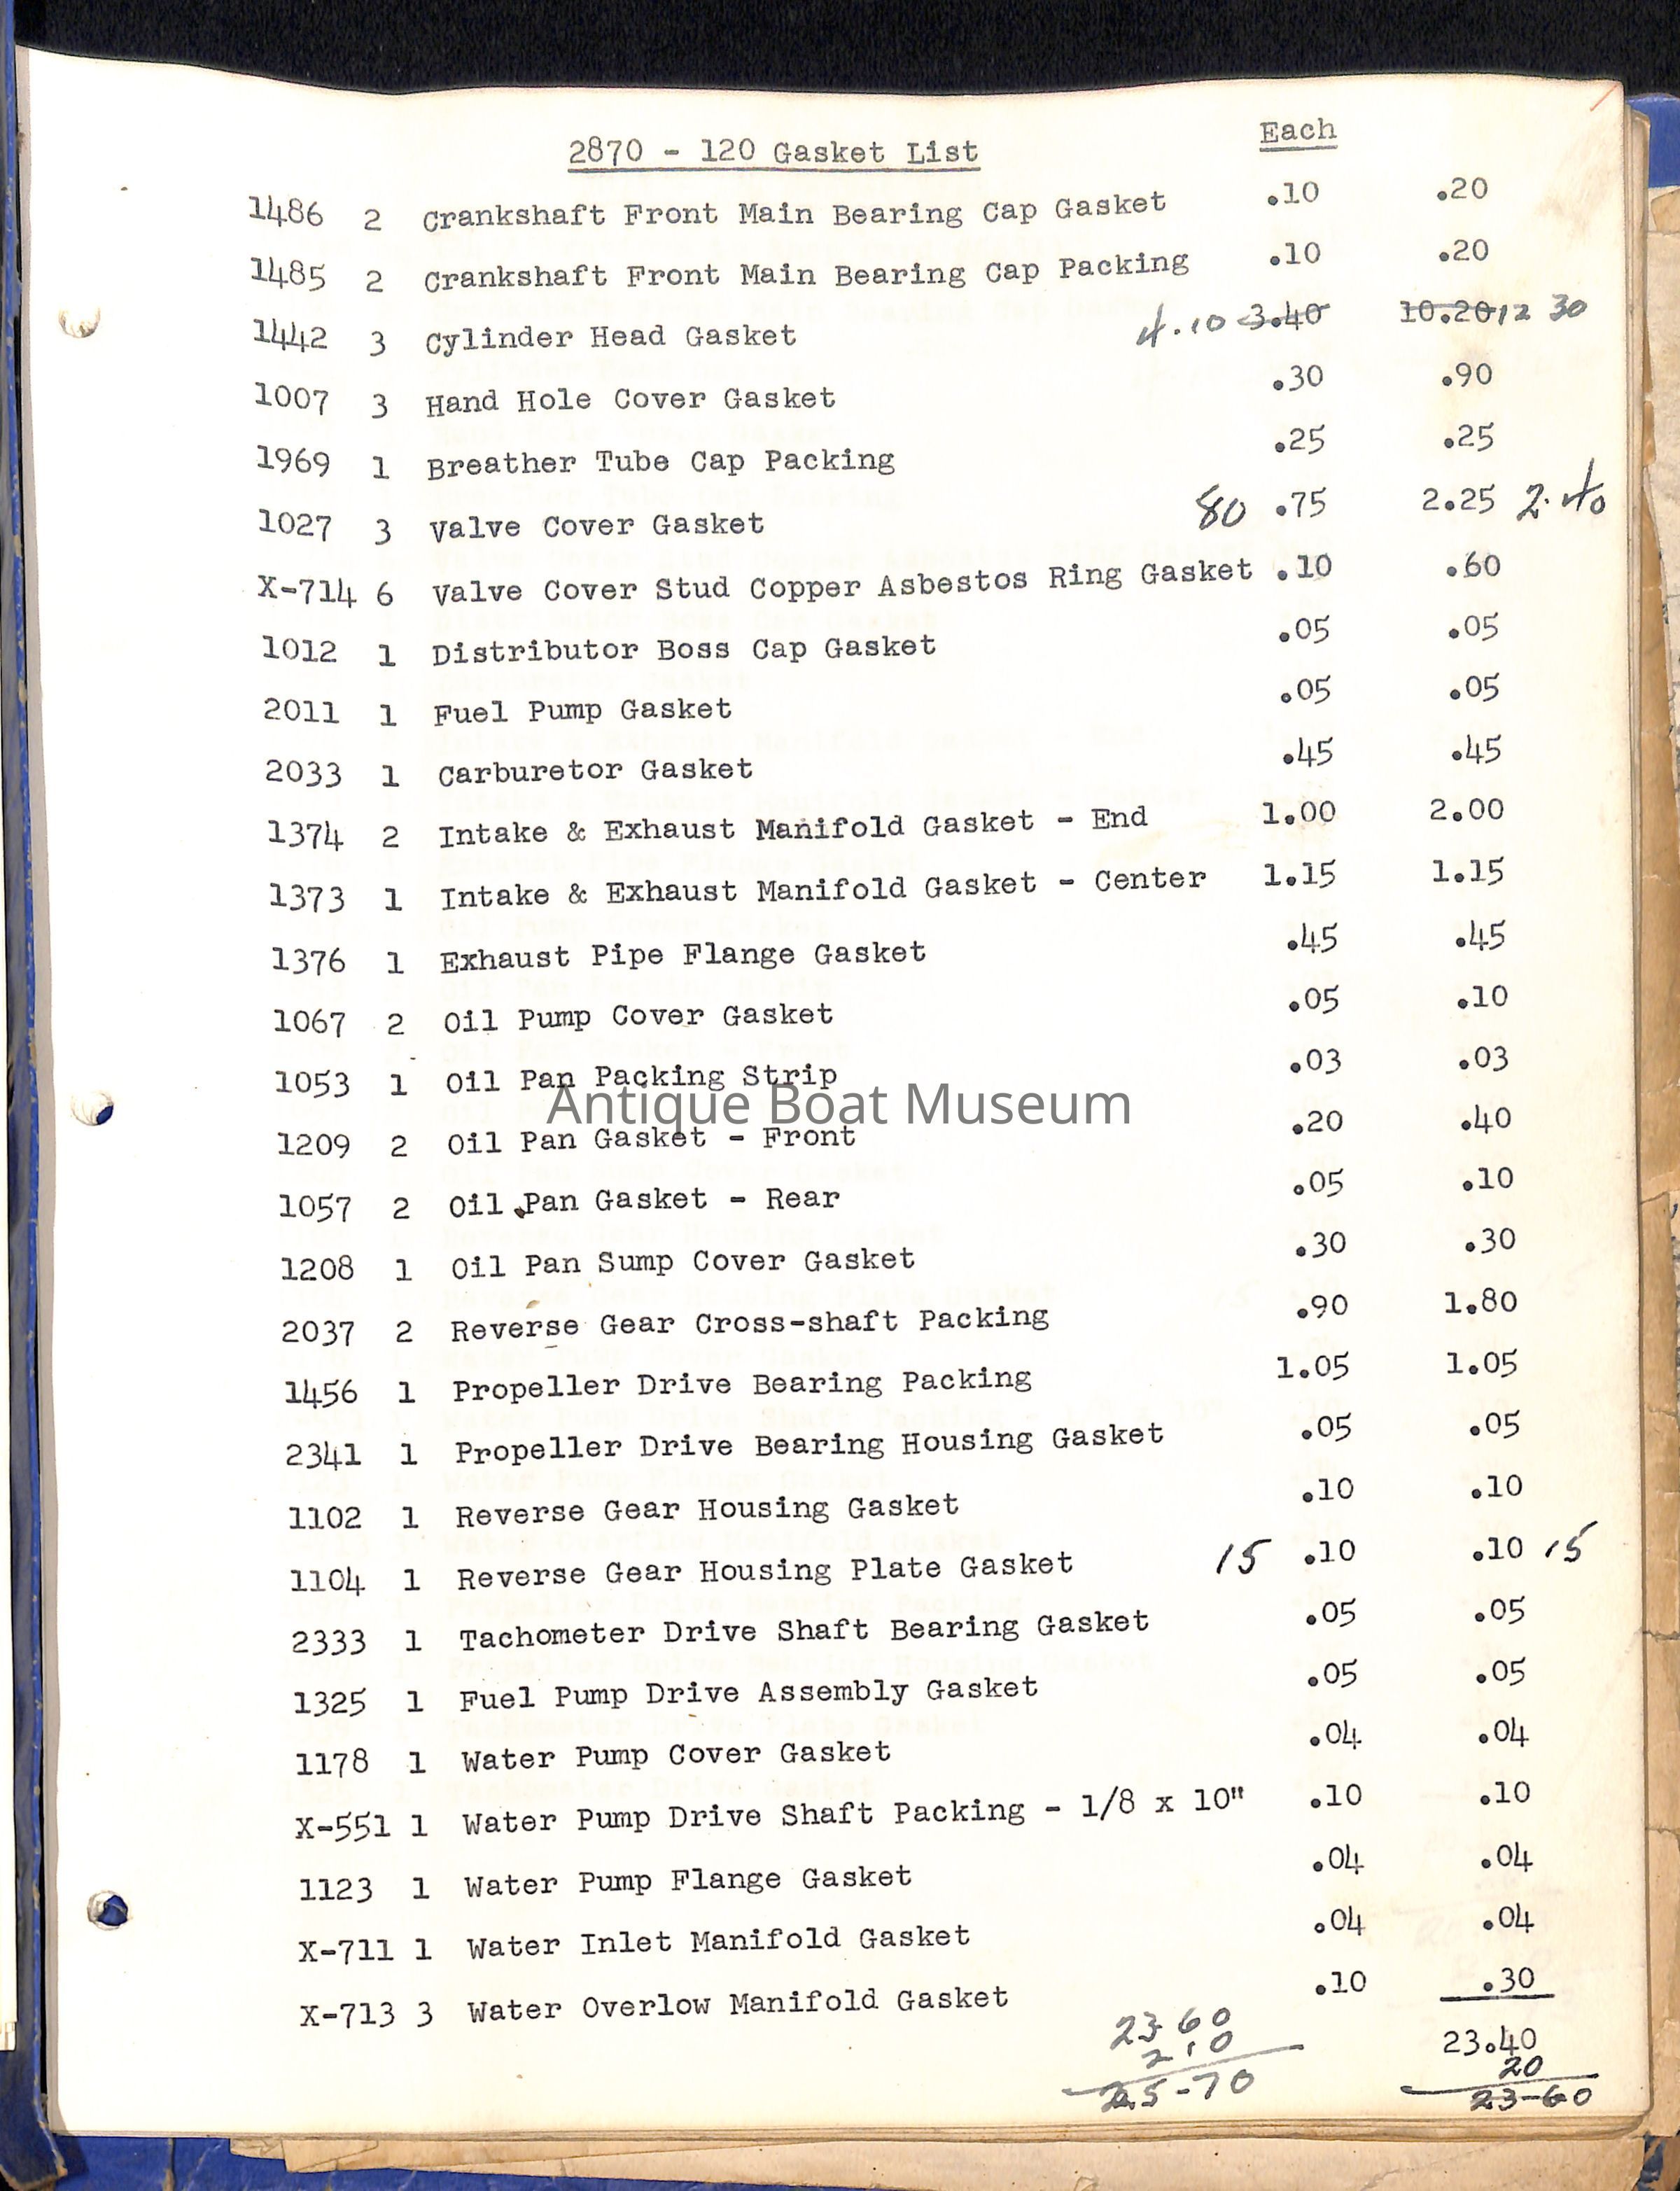 2870 - 120 Gasket List Each
1486 2 Crankshaft Front Main Bearing Cap Gasket .10 .20
1485 2 Crankshaft Front Main Bearing Cap Packing .10 .20
1442 3 Cylinder Head Gasket 4.10 3.40 10.20 12 30
1007 3 Hand Hole Cover Gasket .30 .90
1969 1 Breather Tube Cap Packing .25 .25
1027 3 Valve Cover Gasket 80 .75 2.25 2.40
X-714 6 Valve Cover Stud Copper Asbestos Ring Gasket .10 .60
1012 1 Distributor Boss Cap Gasket .05 .05
2011 1 Fuel Pump Gasket .05 .05
2033 1 Carburetor Gasket .45 .45
1374 2 Intake & Exhaust Manifold Gasket - End 1.00 2.00
1373 1 Intake & Exhaust Manifold Gasket - Center 1.15 1.15
1376 1 Exhaust Pipe Flange Gasket .45 .45
1067 2 Oil Pump Cover Gasket .05 .10
1053 1 Oil Pan Packing Strip .03 .03
Antique Boat Museum
1209 2 Oil Pan Gasket - Front .20 .40
1057 2 Oil Pan Gasket - Rear .05 .10
1208 1 Oil Pan Sump Cover Gasket .30 .30
2037 2 Reverse Gear Cross-shaft Packing .90 1.80
1456 1 Propeller Drive Bearing Packing 1.05 1.05
2341 1 Propeller Drive Bearing Housing Gasket .05 .05
1102 1 Reverse Gear Housing Gasket .10 .10
1104 1 Reverse Gear Housing Plate Gasket 15 .10 .10 15
2333 1 Tachometer Drive Shaft Bearing Gasket .05 .05
1325 1 Fuel Pump Drive Assembly Gasket .05 .05
1178 1 Water Pump Cover Gasket .04 .04
X-551 1 Water Pump Drive Shaft Packing - 1/8 x 10" .10 .10
1123 1 Water Pump Flange Gasket .04 .04
X-711 1 Water Inlet Manifold Gasket .04 .04
X-713 3 Water Overlow Manifold Gasket .10 .30
23 60 23.40
2 10 20
25-70 23-60